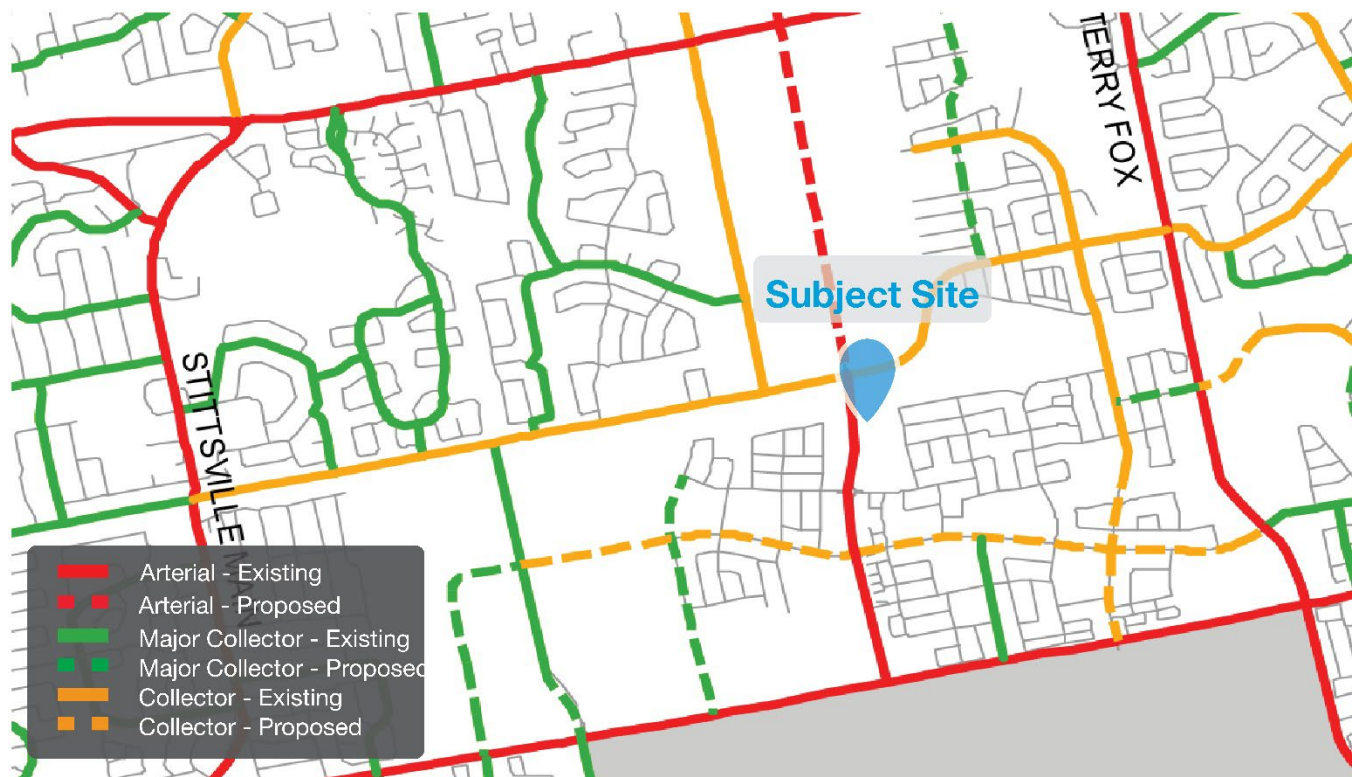 TERRY FOX
Subject Site
STITTSVILLE MAIN
Arterial - Existing
Arterial - Proposed
Major Collector - Existing
Major Collector - Proposed
Collector - Existing
Collector - Proposed